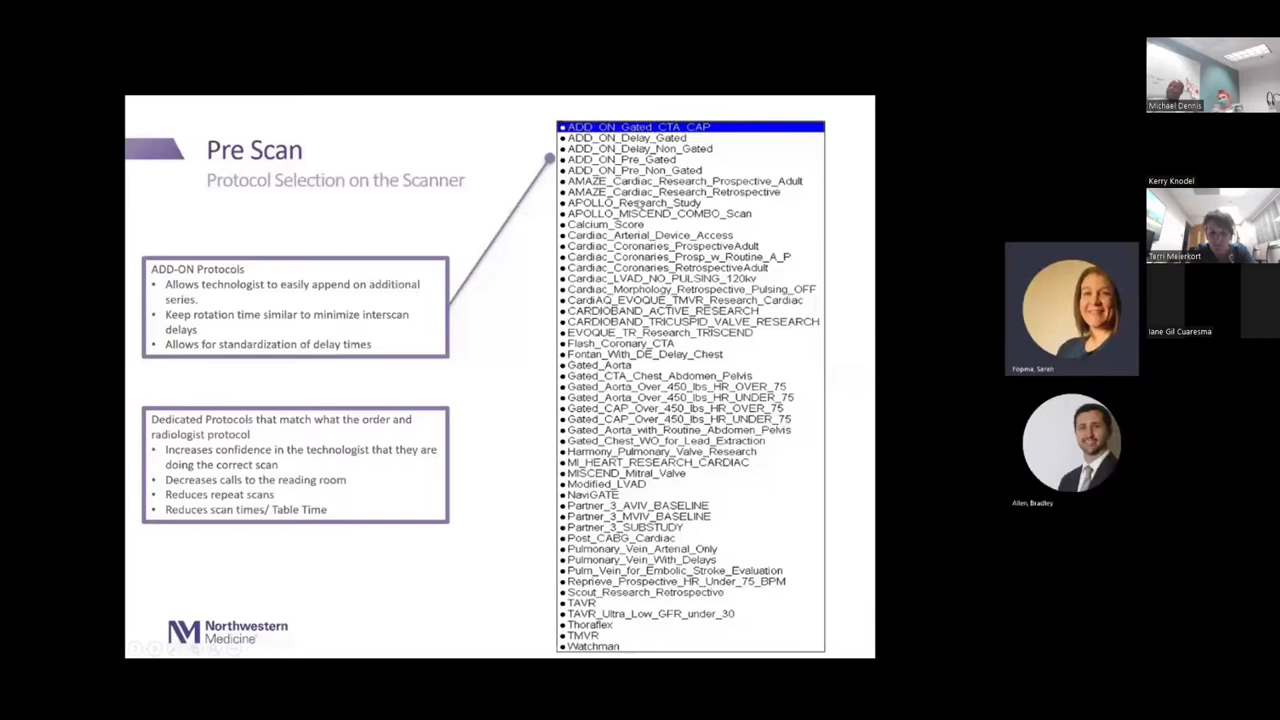 Pre Scan
Protocol Selection on the Scanner
ADD-ON Protocols
• Allows technologist to easily append on additional
series.
• Keep rotation time similar to minimize interscan
delays
• Allows for standardization of delay times
Dedicated Protocols that match what the order and
radiologist protocol
• Increases confidence in the technologist that they are
doing the correct scan
• Decreases calls to the reading room
• Reduces repeat scans
• Reduces scan times/ Table Time
NM Northwestern
Medicine
• ADD_ON_Gated_CTA_CAP
• ADD_ON_Delay_Gated
• ADD_ON_Delay_Non_Gated
• ADD_ON_Pre_Gated
• ADD_ON_Pre_Non_Gated
• AMAZE_Cardiac_Research_Prospective_Adult
• AMAZE_Cardiac_Research_Retrospective
• APOLLO_Research_Study
• APOLLO_MISCEND_COMBO_Scan
• Calcium_Score
• Cardiac_Arterial_Device_Access
• Cardiac_Coronaries_ProspectiveAdult
• Cardiac_Coronaries_Prosp_w_Routine_A_P
• Cardiac_Coronaries_RetrospectiveAdult
• Cardiac_LVAD_NO_PULSING_120kv
• Cardiac_Morphology_Retrospective_Pulsing_OFF
• CardiAQ_EVOQUE_TMVR_Research_Cardiac
• CARDIOBAND_ACTIVE_RESEARCH
• CARDIOBAND_TRICUSPID_VALVE_RESEARCH
• EVOQUE_TR_Research_TRISCEND
• Flash_Coronary_CTA
• Fontan_With_DE_Delay_Chest
• Gated_Aorta
• Gated_CTA_Chest_Abdomen_Pelvis
• Gated_Aorta_Over_450_lbs_HR_OVER_75
• Gated_Aorta_Over_450_lbs_HR_UNDER_75
• Gated_CAP_Over_450_lbs_HR_OVER_75
• Gated_CAP_Over_450_lbs_HR_UNDER_75
• Gated_Aorta_with_Routine_Abdomen_Pelvis
• Gated_Chest_WO_for_Lead_Extraction
• Harmony_Pulmonary_Valve_Research
• MI_HEART_RESEARCH_CARDIAC
• MISCEND_Mitral_Valve
• Modified_LVAD
• NaviGATE
• Partner_3_AVIV_BASELINE
• Partner_3_MVIV_BASELINE
• Partner_3_SUBSTUDY
• Post_CABG_Cardiac
• Pulmonary_Vein_Arterial_Only
• Pulmonary_Vein_With_Delays
• Pulm_Vein_for_Embolic_Stroke_Evaluation
• Reprieve_Prospective_HR_Under_75_BPM
• Scout_Research_Retrospective
• TAVR
• TAVR_Ultra_Low_GFR_under_30
• Thoraflex
• TMVR
• Watchman
Michael Dennis
Kerry Knodel
Terri Meierkort
Iane Gil Cuaresma
Popma, Sarah
Allen, Bradley